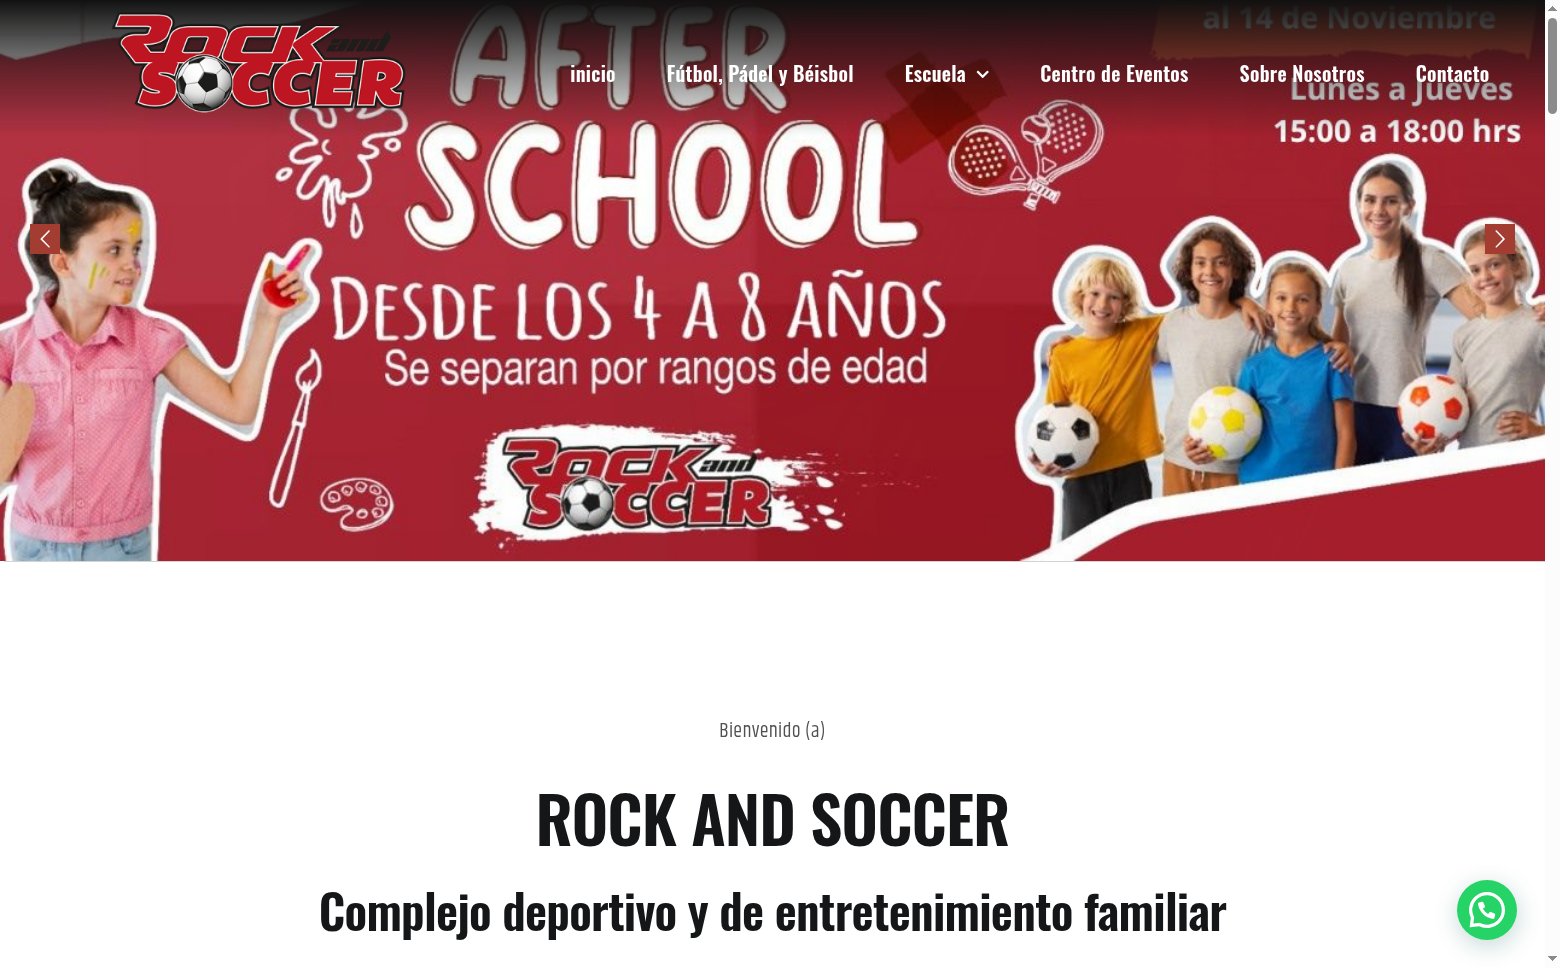 ROCK and
SOCCER
inicio
Fútbol, Pádel y Béisbol
Escuela
Centro de Eventos
Sobre Nosotros
Contacto
AFTER
SCHOOL
al 14 de Noviembre
Lunes a Jueves
15:00 a 18:00 hrs
DESDE LOS 4 A 8 AÑOS
Se separan por rangos de edad
ROCK and
SOCCER
Bienvenido (a)
ROCK AND SOCCER
Complejo deportivo y de entretenimiento familiar